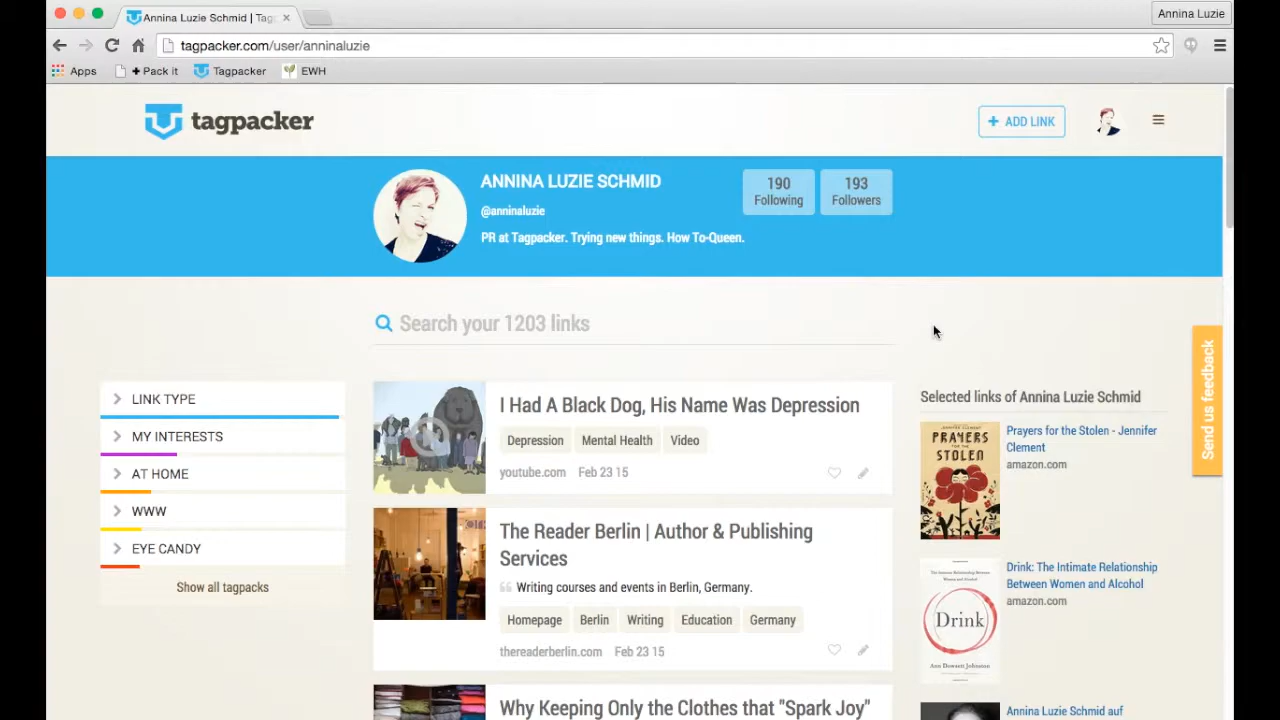 Annina Luzie Schmid | Tag
Annina Luzie
tagpacker.com/user/anninaluzie
Apps
+ Pack it
Tagpacker
EWH
tagpacker
+ ADD LINK
ANNINA LUZIE SCHMID
@anninaluzie
PR at Tagpacker. Trying new things. How To-Queen.
190
Following
193
Followers
Search your 1203 links
Send us feedback
LINK TYPE
MY INTERESTS
AT HOME
WWW
EYE CANDY
Show all tagpacks
I Had A Black Dog, His Name Was Depression
Depression Mental Health Video
youtube.com Feb 23 15
The Reader Berlin | Author & Publishing
Services
Writing courses and events in Berlin, Germany.
Homepage Berlin Writing Education Germany
thereaderberlin.com Feb 23 15
Why Keeping Only the Clothes that "Spark Joy"
Selected links of Annina Luzie Schmid
PRAYERS
FOR THE
STOLEN
Prayers for the Stolen - Jennifer
Clement
amazon.com
Drink
Ann Dowsett Johnston
Drink: The Intimate Relationship
Between Women and Alcohol
amazon.com
Annina Luzie Schmid auf